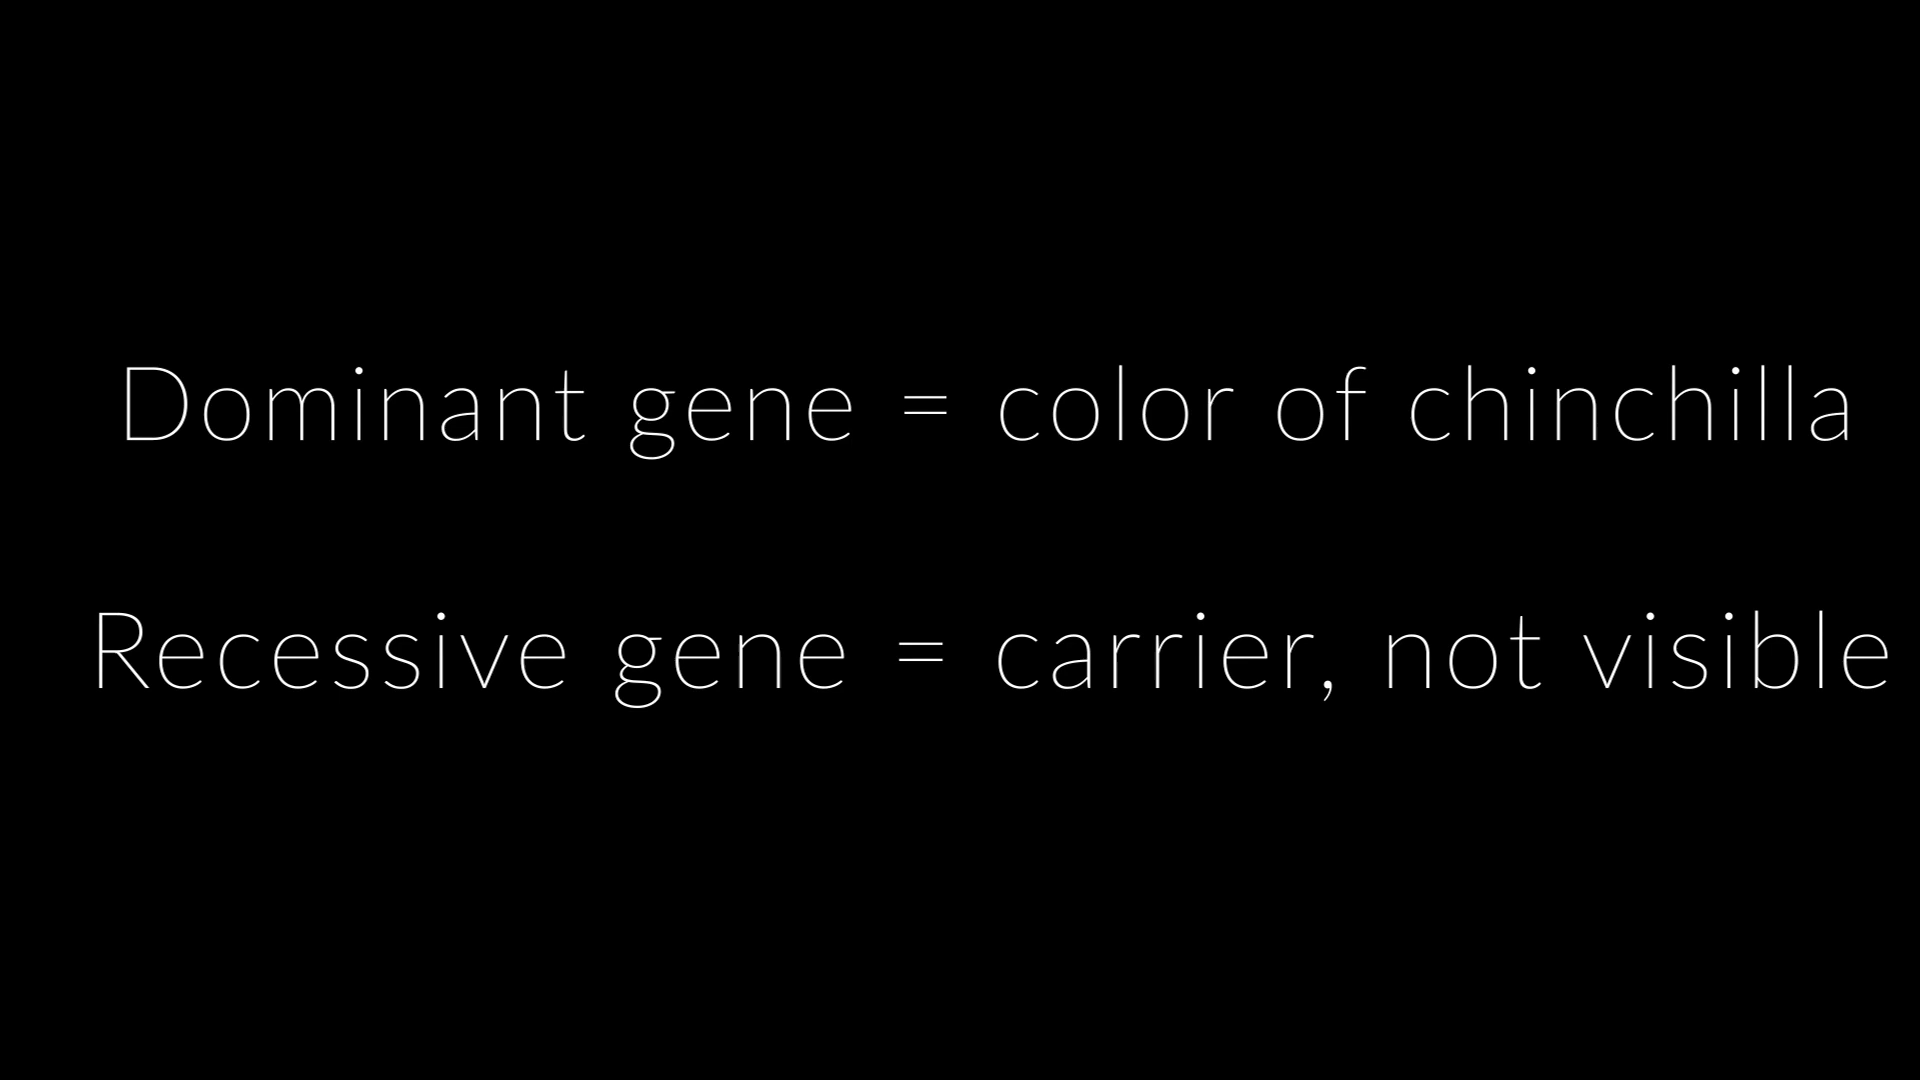 Dominant gene = color of chinchilla
Recessive gene = carrier, not visible